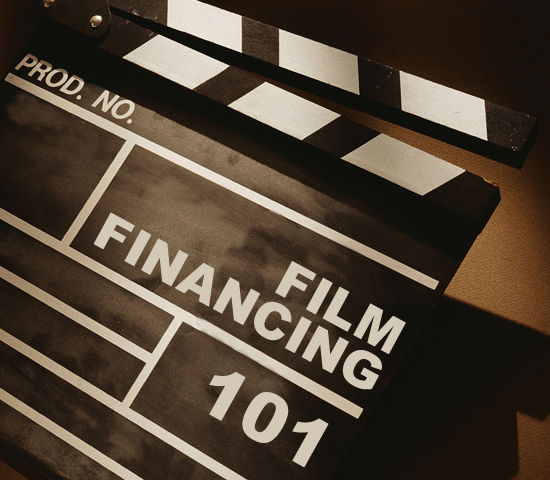 PROD. NO.
FILM
FINANCING
101